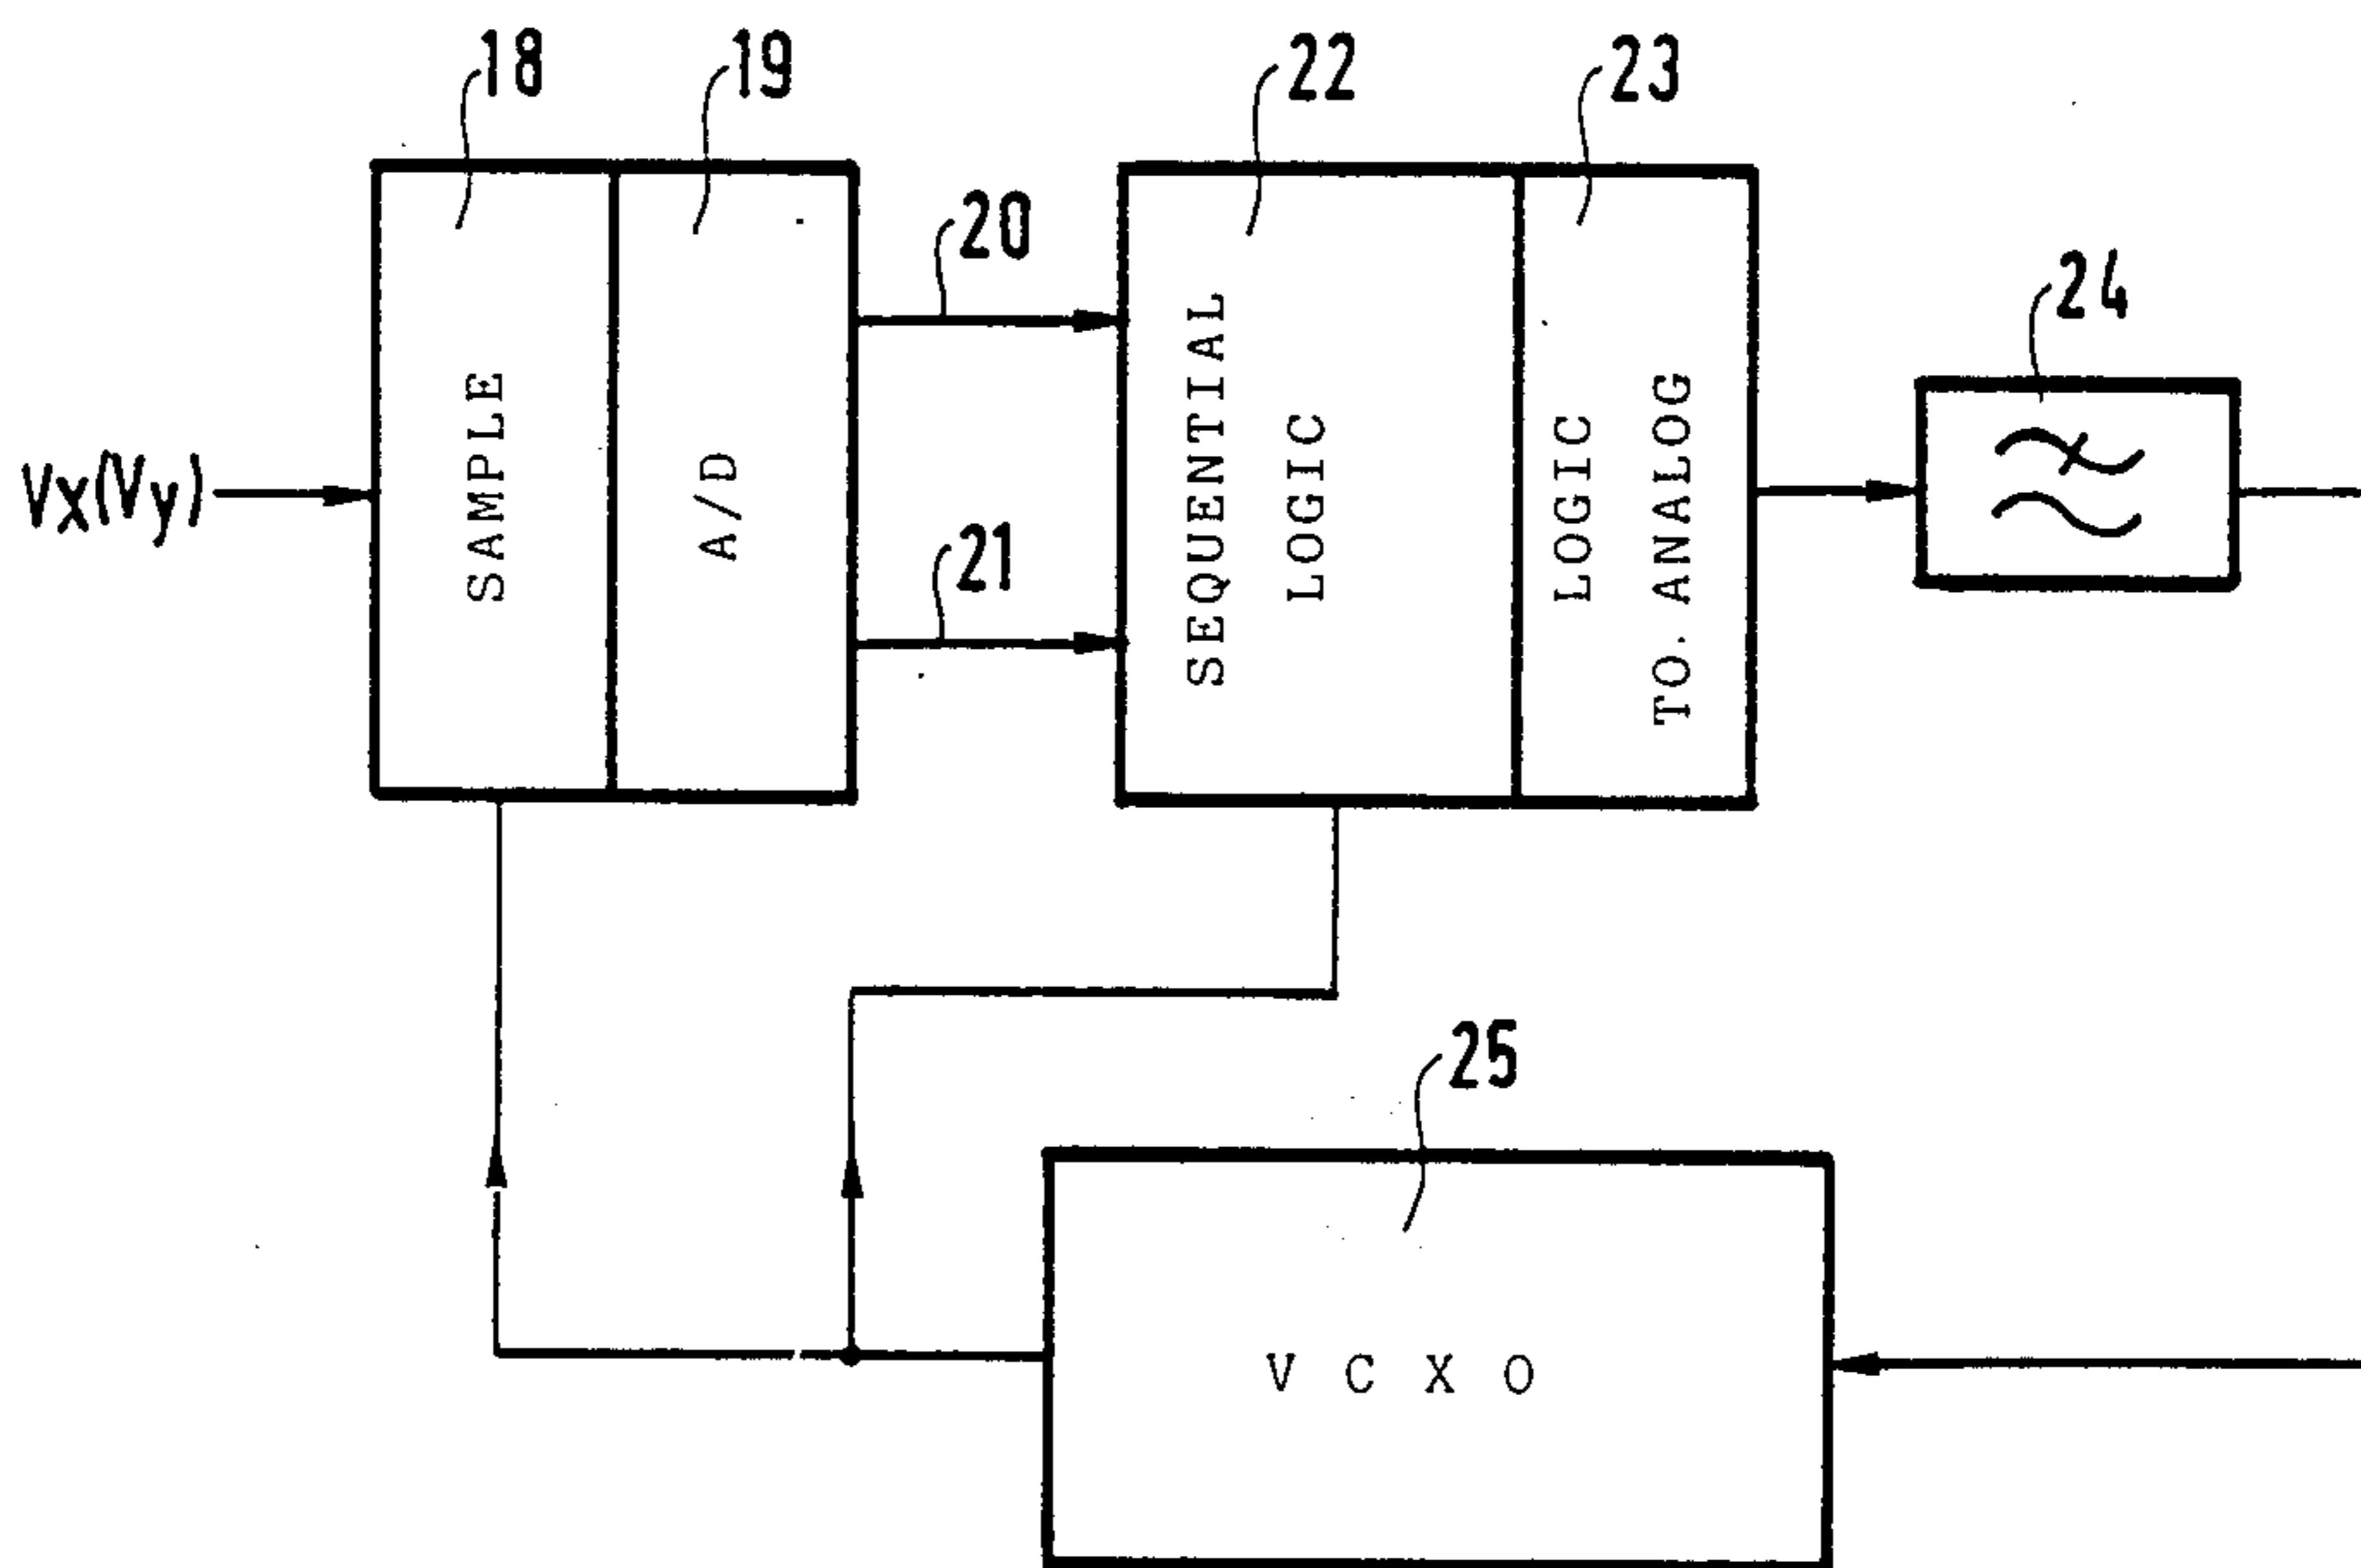 18
19
22
23
20
24
Vx(Vy)
SAMPLE
A/D
21
SEQUENTIAL
LOGIC
LOGIC
TO. ANALOG
25
V C X O